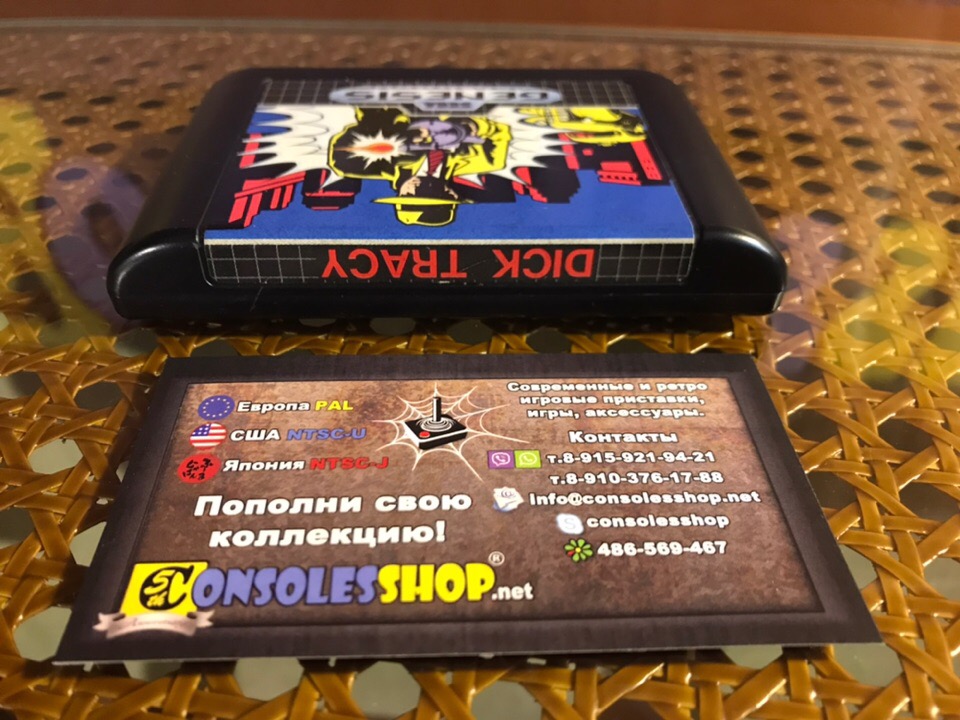 SEGA
GENESIS
DICK TRACY
Европа PAL
США NTSC-U
Япония NTSC-J
Пополни свою
коллекцию!
CONSOLESSHOP.net
®
Современные и ретро
игровые приставки,
игры, аксессуары.
Контакты
т.8-915-921-94-21
т.8-910-376-17-88
info@consolesshop.net
consolesshop
486-569-467